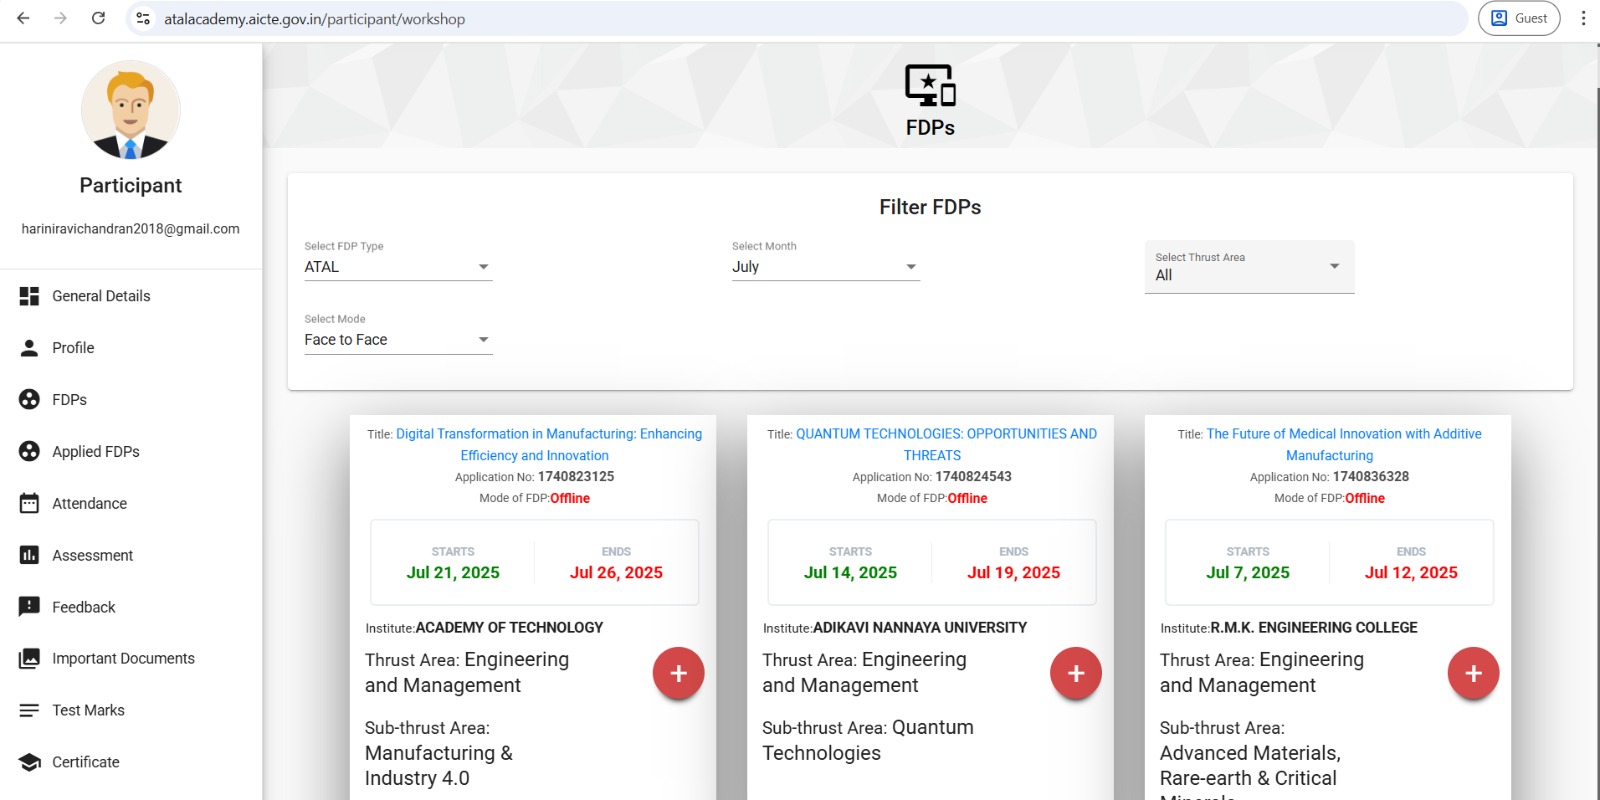 atalacademy.aicte.gov.in/participant/workshop
Guest
Participant
hariniravichandran2018@gmail.com
General Details
Profile
FDPs
Applied FDPs
Attendance
Assessment
Feedback
Important Documents
Test Marks
Certificate
FDPs
Filter FDPs
Select FDP Type
ATAL
Select Month
July
Select Thrust Area
All
Select Mode
Face to Face
Title: Digital Transformation in Manufacturing: Enhancing
Efficiency and Innovation
Application No: 1740823125
Mode of FDP:Offline
STARTS
Jul 21, 2025
ENDS
Jul 26, 2025
Institute:ACADEMY OF TECHNOLOGY
Thrust Area: Engineering
and Management
+
Sub-thrust Area:
Manufacturing &
Industry 4.0
Title: QUANTUM TECHNOLOGIES: OPPORTUNITIES AND
THREATS
Application No: 1740824543
Mode of FDP:Offline
STARTS
Jul 14, 2025
ENDS
Jul 19, 2025
Institute:ADIKAVI NANNAYA UNIVERSITY
Thrust Area: Engineering
and Management
+
Sub-thrust Area: Quantum
Technologies
Title: The Future of Medical Innovation with Additive
Manufacturing
Application No: 1740836328
Mode of FDP:Offline
STARTS
Jul 7, 2025
ENDS
Jul 12, 2025
Institute:R.M.K. ENGINEERING COLLEGE
Thrust Area: Engineering
and Management
+
Sub-thrust Area:
Advanced Materials,
Rare-earth & Critical